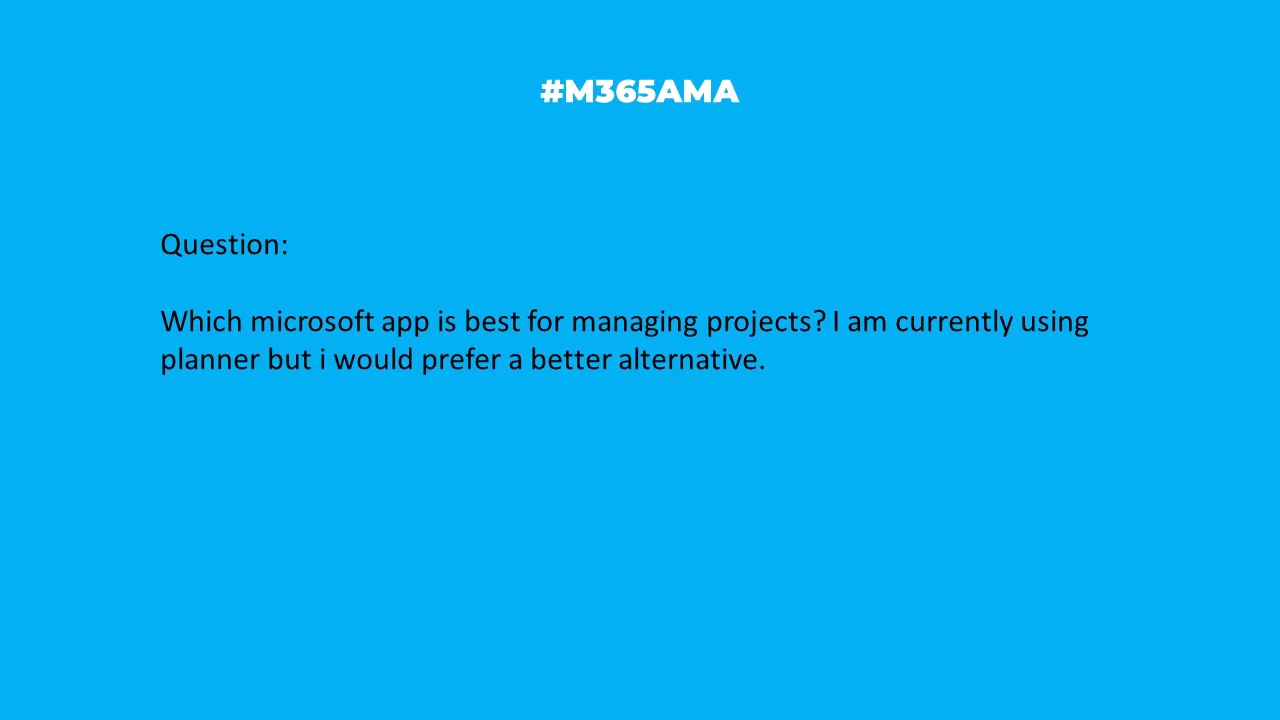 #M365AMA
Question:
Which microsoft app is best for managing projects? I am currently using
planner but i would prefer a better alternative.